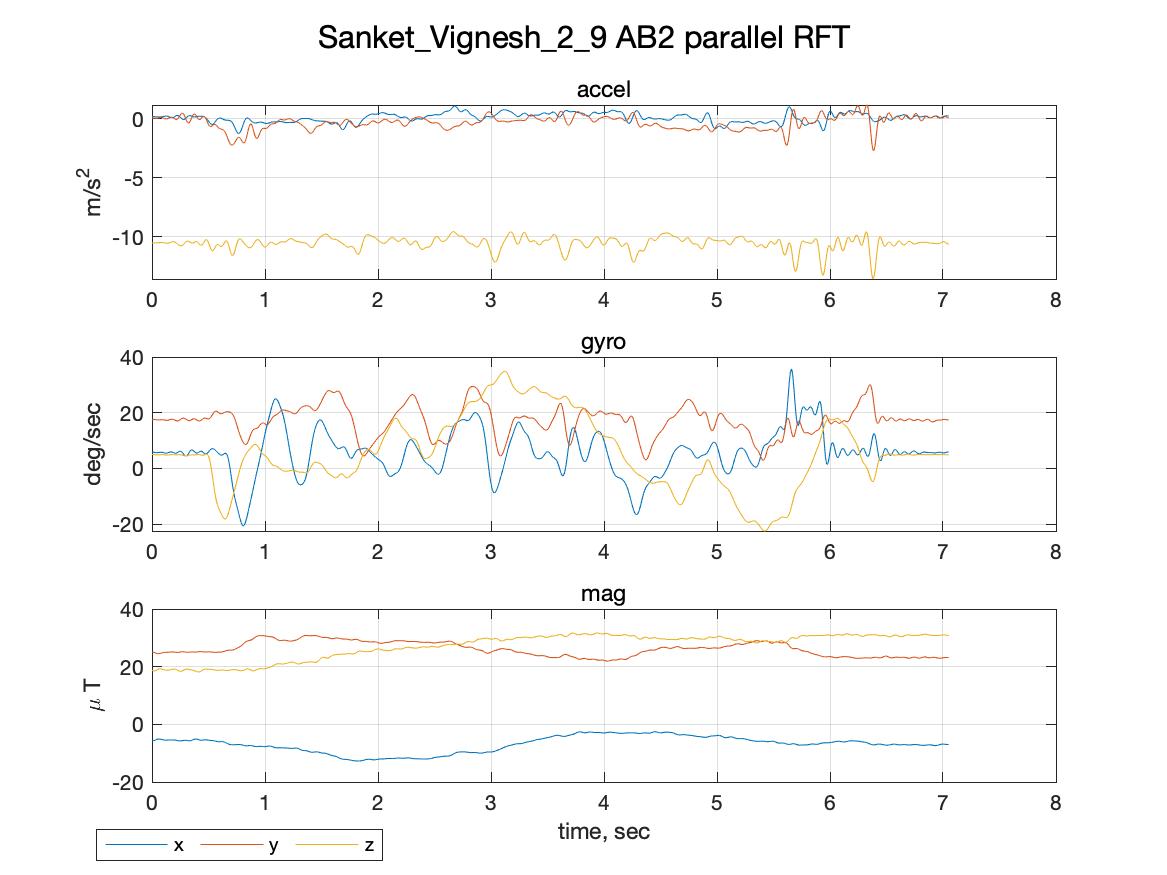 Sanket_Vignesh_2_9 AB2 parallel RFT
accel
0
-5
-10
m/s²
0 1 2 3 4 5 6 7 8
gyro
40
20
0
-20
deg/sec
0 1 2 3 4 5 6 7 8
mag
40
20
0
-20
μ T
0 1 2 3 4 5 6 7 8
time, sec
x y z